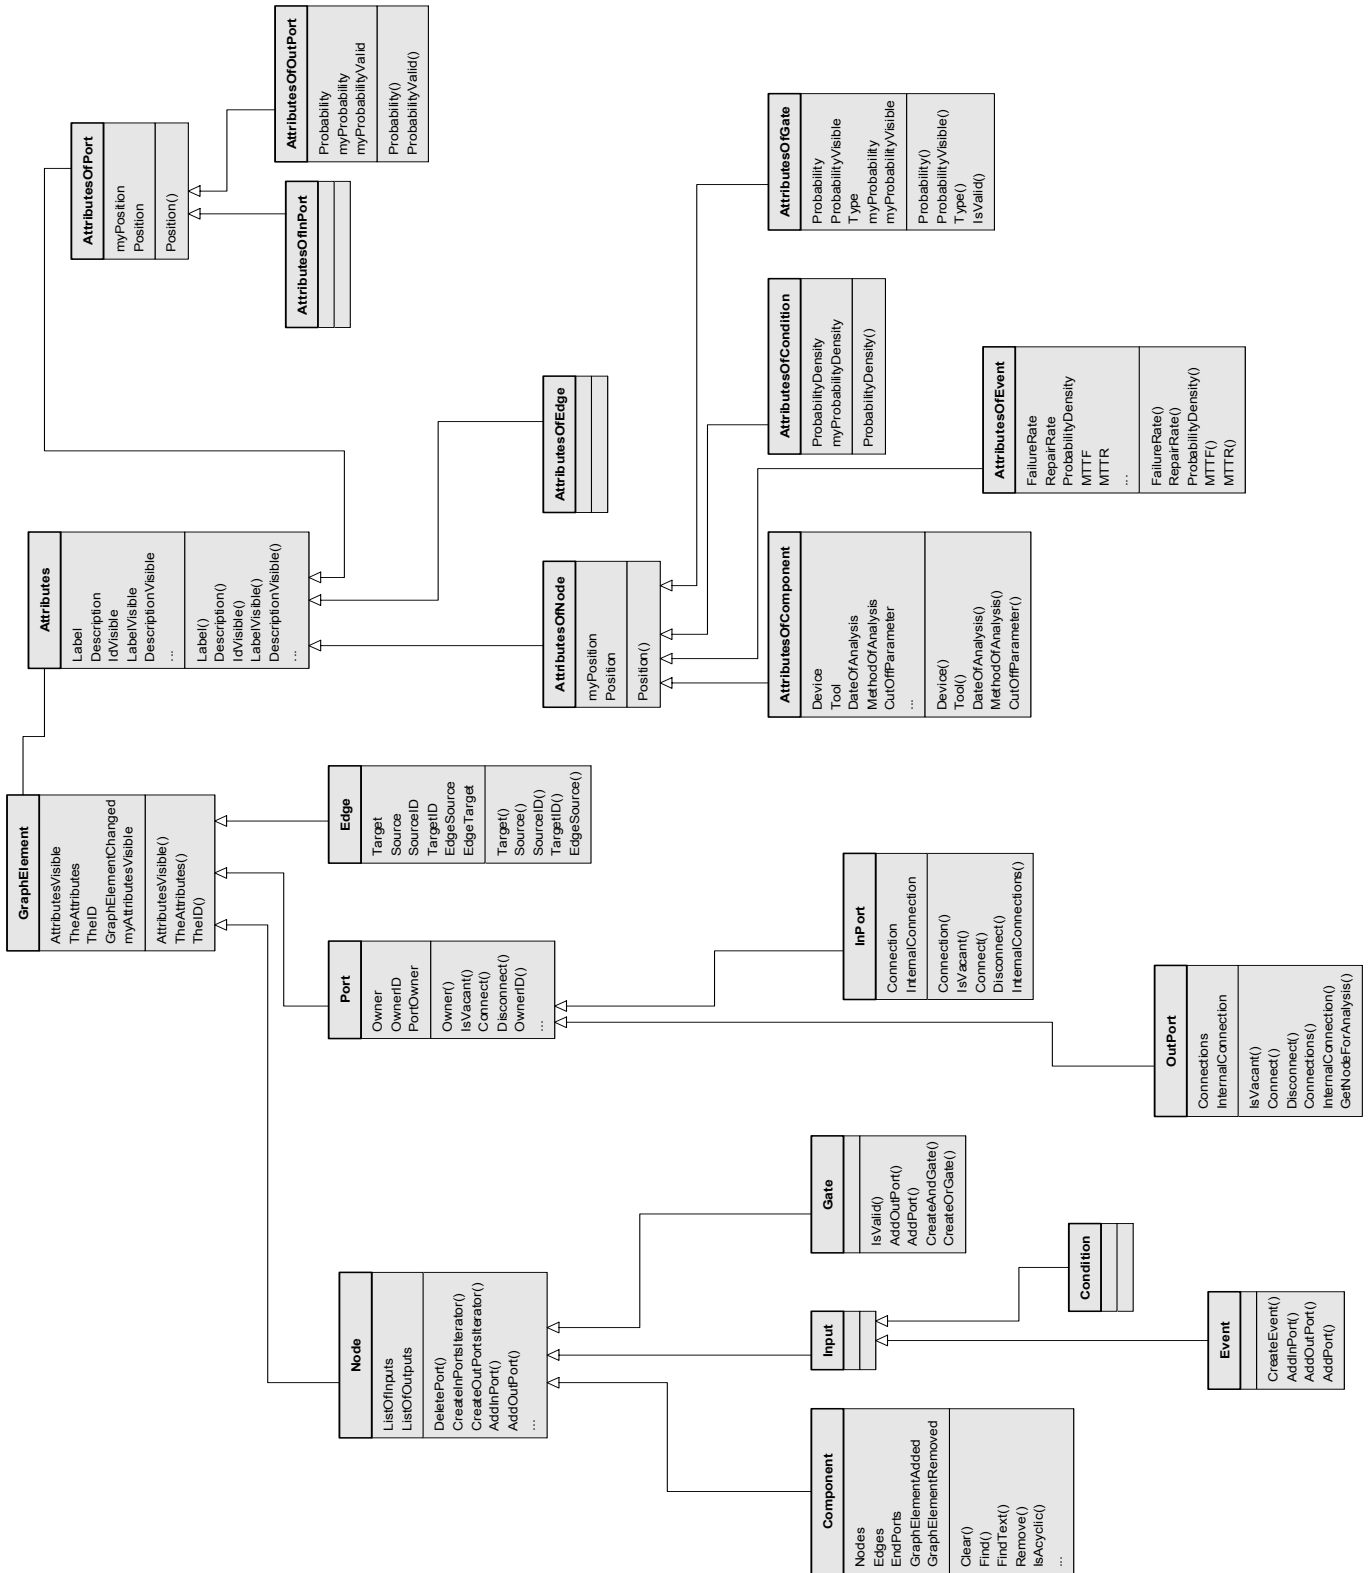 GraphElement
AttributesVisible
TheAttributes
TheID
GraphElementChanged
myAttributesVisible
AttributesVisible()
TheAttributes()
TheID()
Attributes
Label
Description
IdVisible
LabelVisible
DescriptionVisible
...
Label()
Description()
IdVisible()
LabelVisible()
DescriptionVisible()
...
AttributesOfPort
myPosition
Position
Position()
AttributesOfInPort
AttributesOfOutPort
Probability
myProbability
myProbabilityValid
Probability()
ProbabilityValid()
Node
ListOfInputs
ListOfOutputs
DeletePort()
CreateInPortsIterator()
CreateOutPortsIterator()
AddInPort()
AddOutPort()
...
Port
Owner
OwnerID
PortOwner
Owner()
IsVacant()
Connect()
Disconnect()
OwnerID()
...
Edge
Target
Source
SourceID
TargetID
EdgeSource
EdgeTarget
Target()
Source()
SourceID()
TargetID()
EdgeSource()
AttributesOfNode
myPosition
Position
Position()
AttributesOfEdge
Component
Nodes
Edges
EndPorts
GraphElementAdded
GraphElementRemoved
Clear()
Find()
FindText()
Remove()
IsAcyclic()
...
Input
Gate
IsValid()
AddOutPort()
AddPort()
CreateAndGate()
CreateOrGate()
InPort
Connection
InternalConnection
Connection()
IsVacant()
Connect()
Disconnect()
InternalConnections()
AttributesOfComponent
Device
Tool
DateOfAnalysis
MethodOfAnalysis
CutOffParameter
...
Device()
Tool()
DateOfAnalysis()
MethodOfAnalysis()
CutOffParameter()
AttributesOfCondition
ProbabilityDensity
myProbabilityDensity
ProbabilityDensity()
AttributesOfGate
Probability
ProbabilityVisible
Type
myProbability
myProbabilityVisible
Probability()
ProbabilityVisible()
Type()
IsValid()
Event
CreateEvent()
AddInPort()
AddOutPort()
AddPort()
Condition
OutPort
Connections
InternalConnection
IsVacant()
Connect()
Disconnect()
Connections()
InternalConnection()
GetNodeForAnalysis()
AttributesOfEvent
FailureRate
RepairRate
ProbabilityDensity
MTTF
MTTR
...
FailureRate()
RepairRate()
ProbabilityDensity()
MTTF()
MTTR()